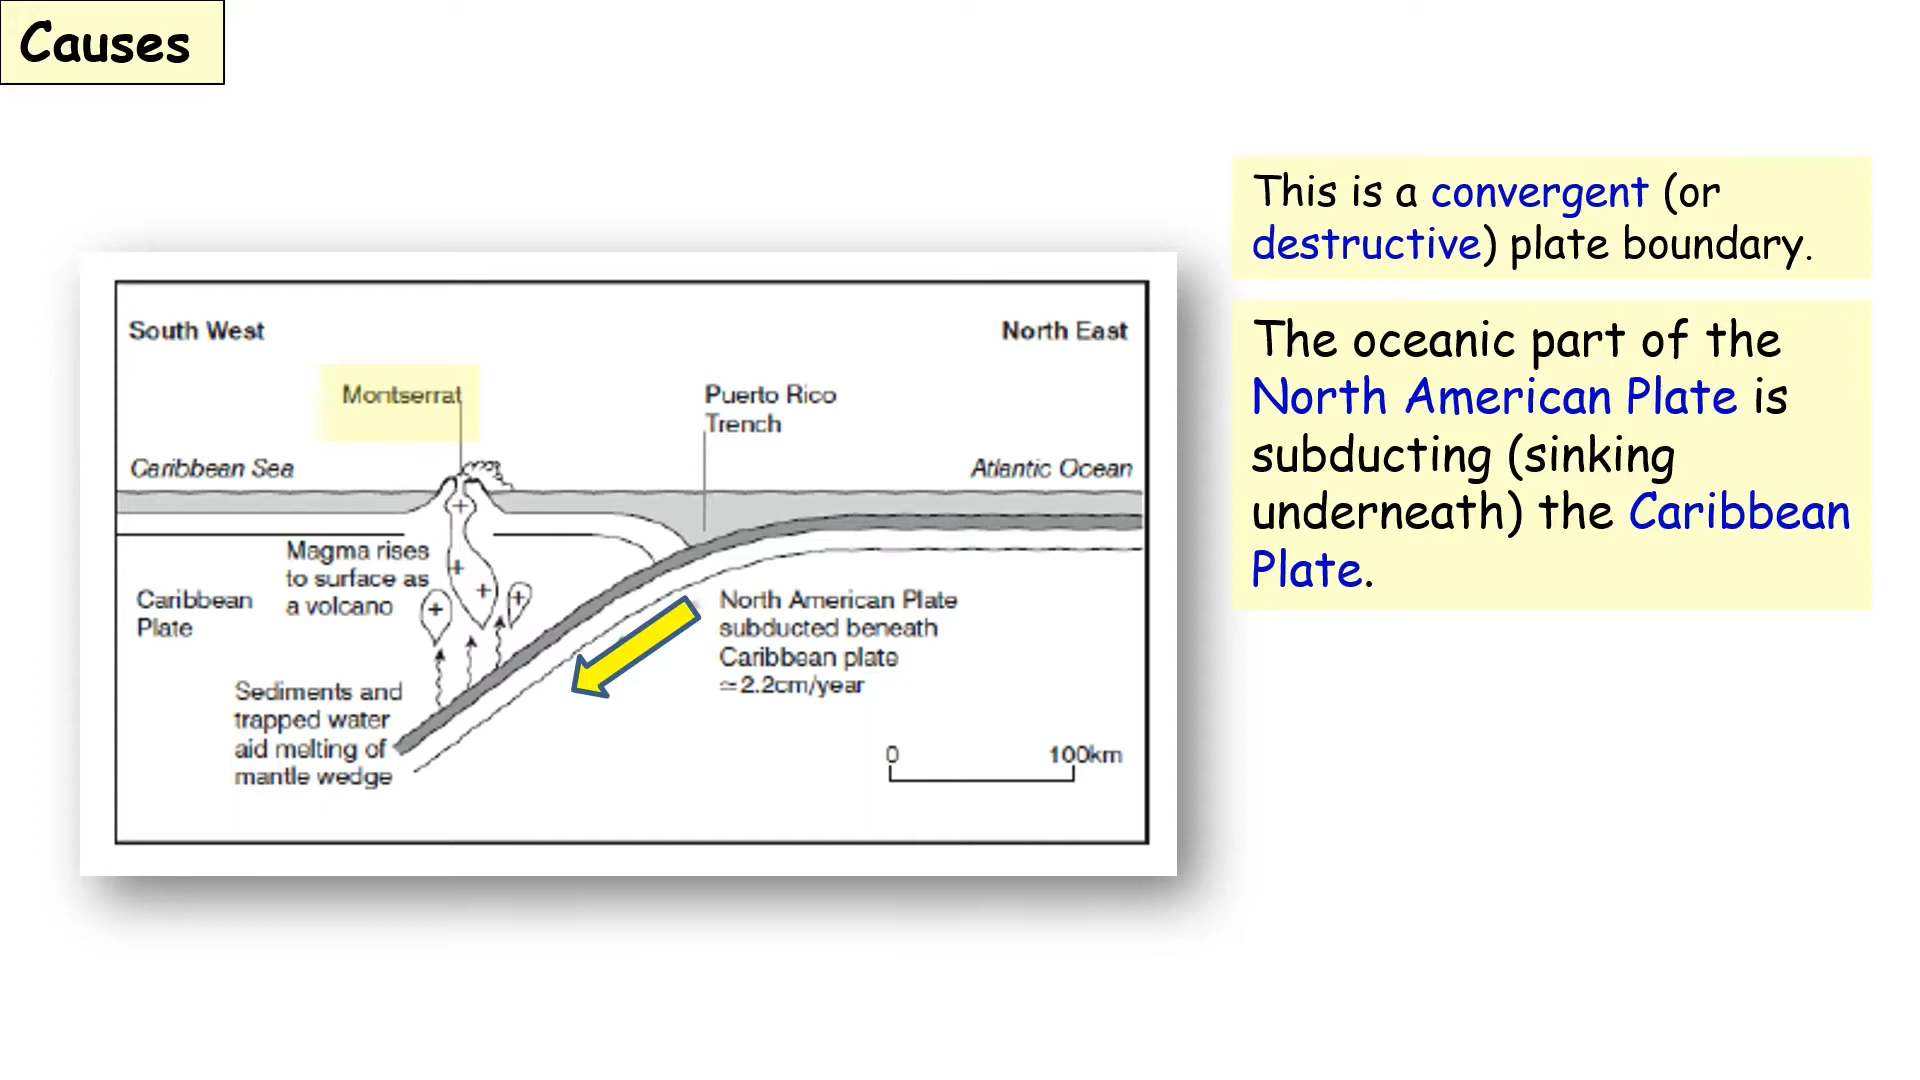 Causes
This is a convergent (or
destructive) plate boundary.
The oceanic part of the
North American Plate is
subducting (sinking
underneath) the Caribbean
Plate.
South West
North East
Montserrat
Puerto Rico
Trench
Caribbean Sea
Atlantic Ocean
Magma rises
to surface as
a volcano
Caribbean
Plate
North American Plate
subducted beneath
Caribbean plate
≃2.2cm/year
Sediments and
trapped water
aid melting of
mantle wedge
0 100km